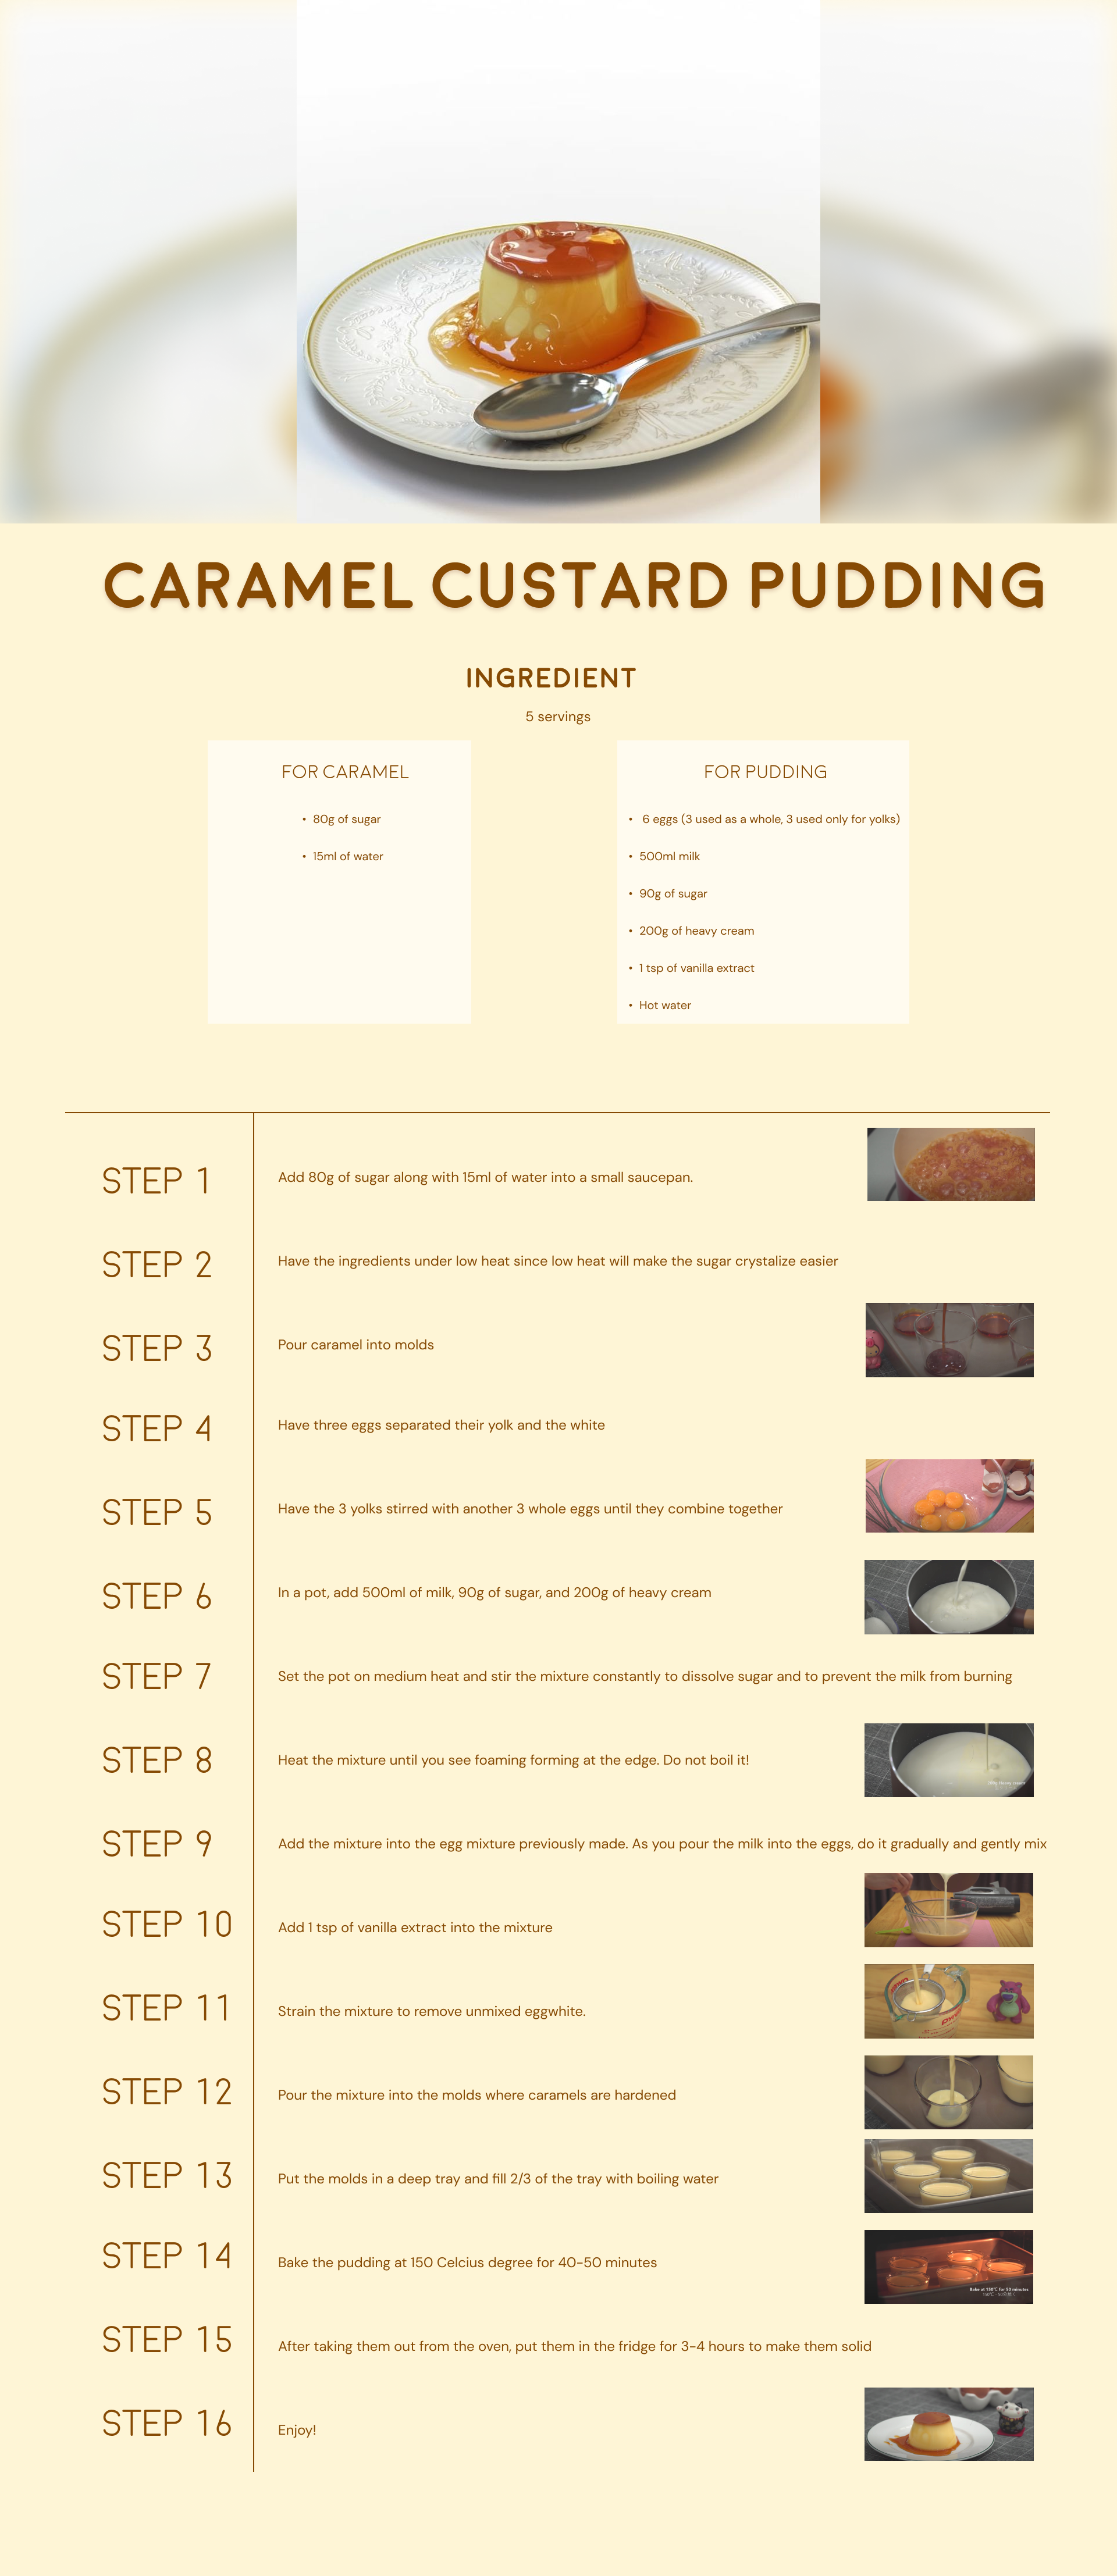 CARAMEL CUSTARD PUDDING
INGREDIENT
5 servings
FOR CARAMEL
• 80g of sugar
• 15ml of water
FOR PUDDING
• 6 eggs (3 used as a whole, 3 used only for yolks)
• 500ml milk
• 90g of sugar
• 200g of heavy cream
• 1 tsp of vanilla extract
• Hot water
STEP 1
Add 80g of sugar along with 15ml of water into a small saucepan.
STEP 2
Have the ingredients under low heat since low heat will make the sugar crystalize easier
STEP 3
Pour caramel into molds
STEP 4
Have three eggs separated their yolk and the white
STEP 5
Have the 3 yolks stirred with another 3 whole eggs until they combine together
STEP 6
In a pot, add 500ml of milk, 90g of sugar, and 200g of heavy cream
STEP 7
Set the pot on medium heat and stir the mixture constantly to dissolve sugar and to prevent the milk from burning
STEP 8
Heat the mixture until you see foaming forming at the edge. Do not boil it!
STEP 9
Add the mixture into the egg mixture previously made. As you pour the milk into the eggs, do it gradually and gently mix
STEP 10
Add 1 tsp of vanilla extract into the mixture
STEP 11
Strain the mixture to remove unmixed eggwhite.
STEP 12
Pour the mixture into the molds where caramels are hardened
STEP 13
Put the molds in a deep tray and fill 2/3 of the tray with boiling water
STEP 14
Bake the pudding at 150 Celcius degree for 40-50 minutes
Bake at 150℃ for 50 minutes
STEP 15
After taking them out from the oven, put them in the fridge for 3-4 hours to make them solid
STEP 16
Enjoy!